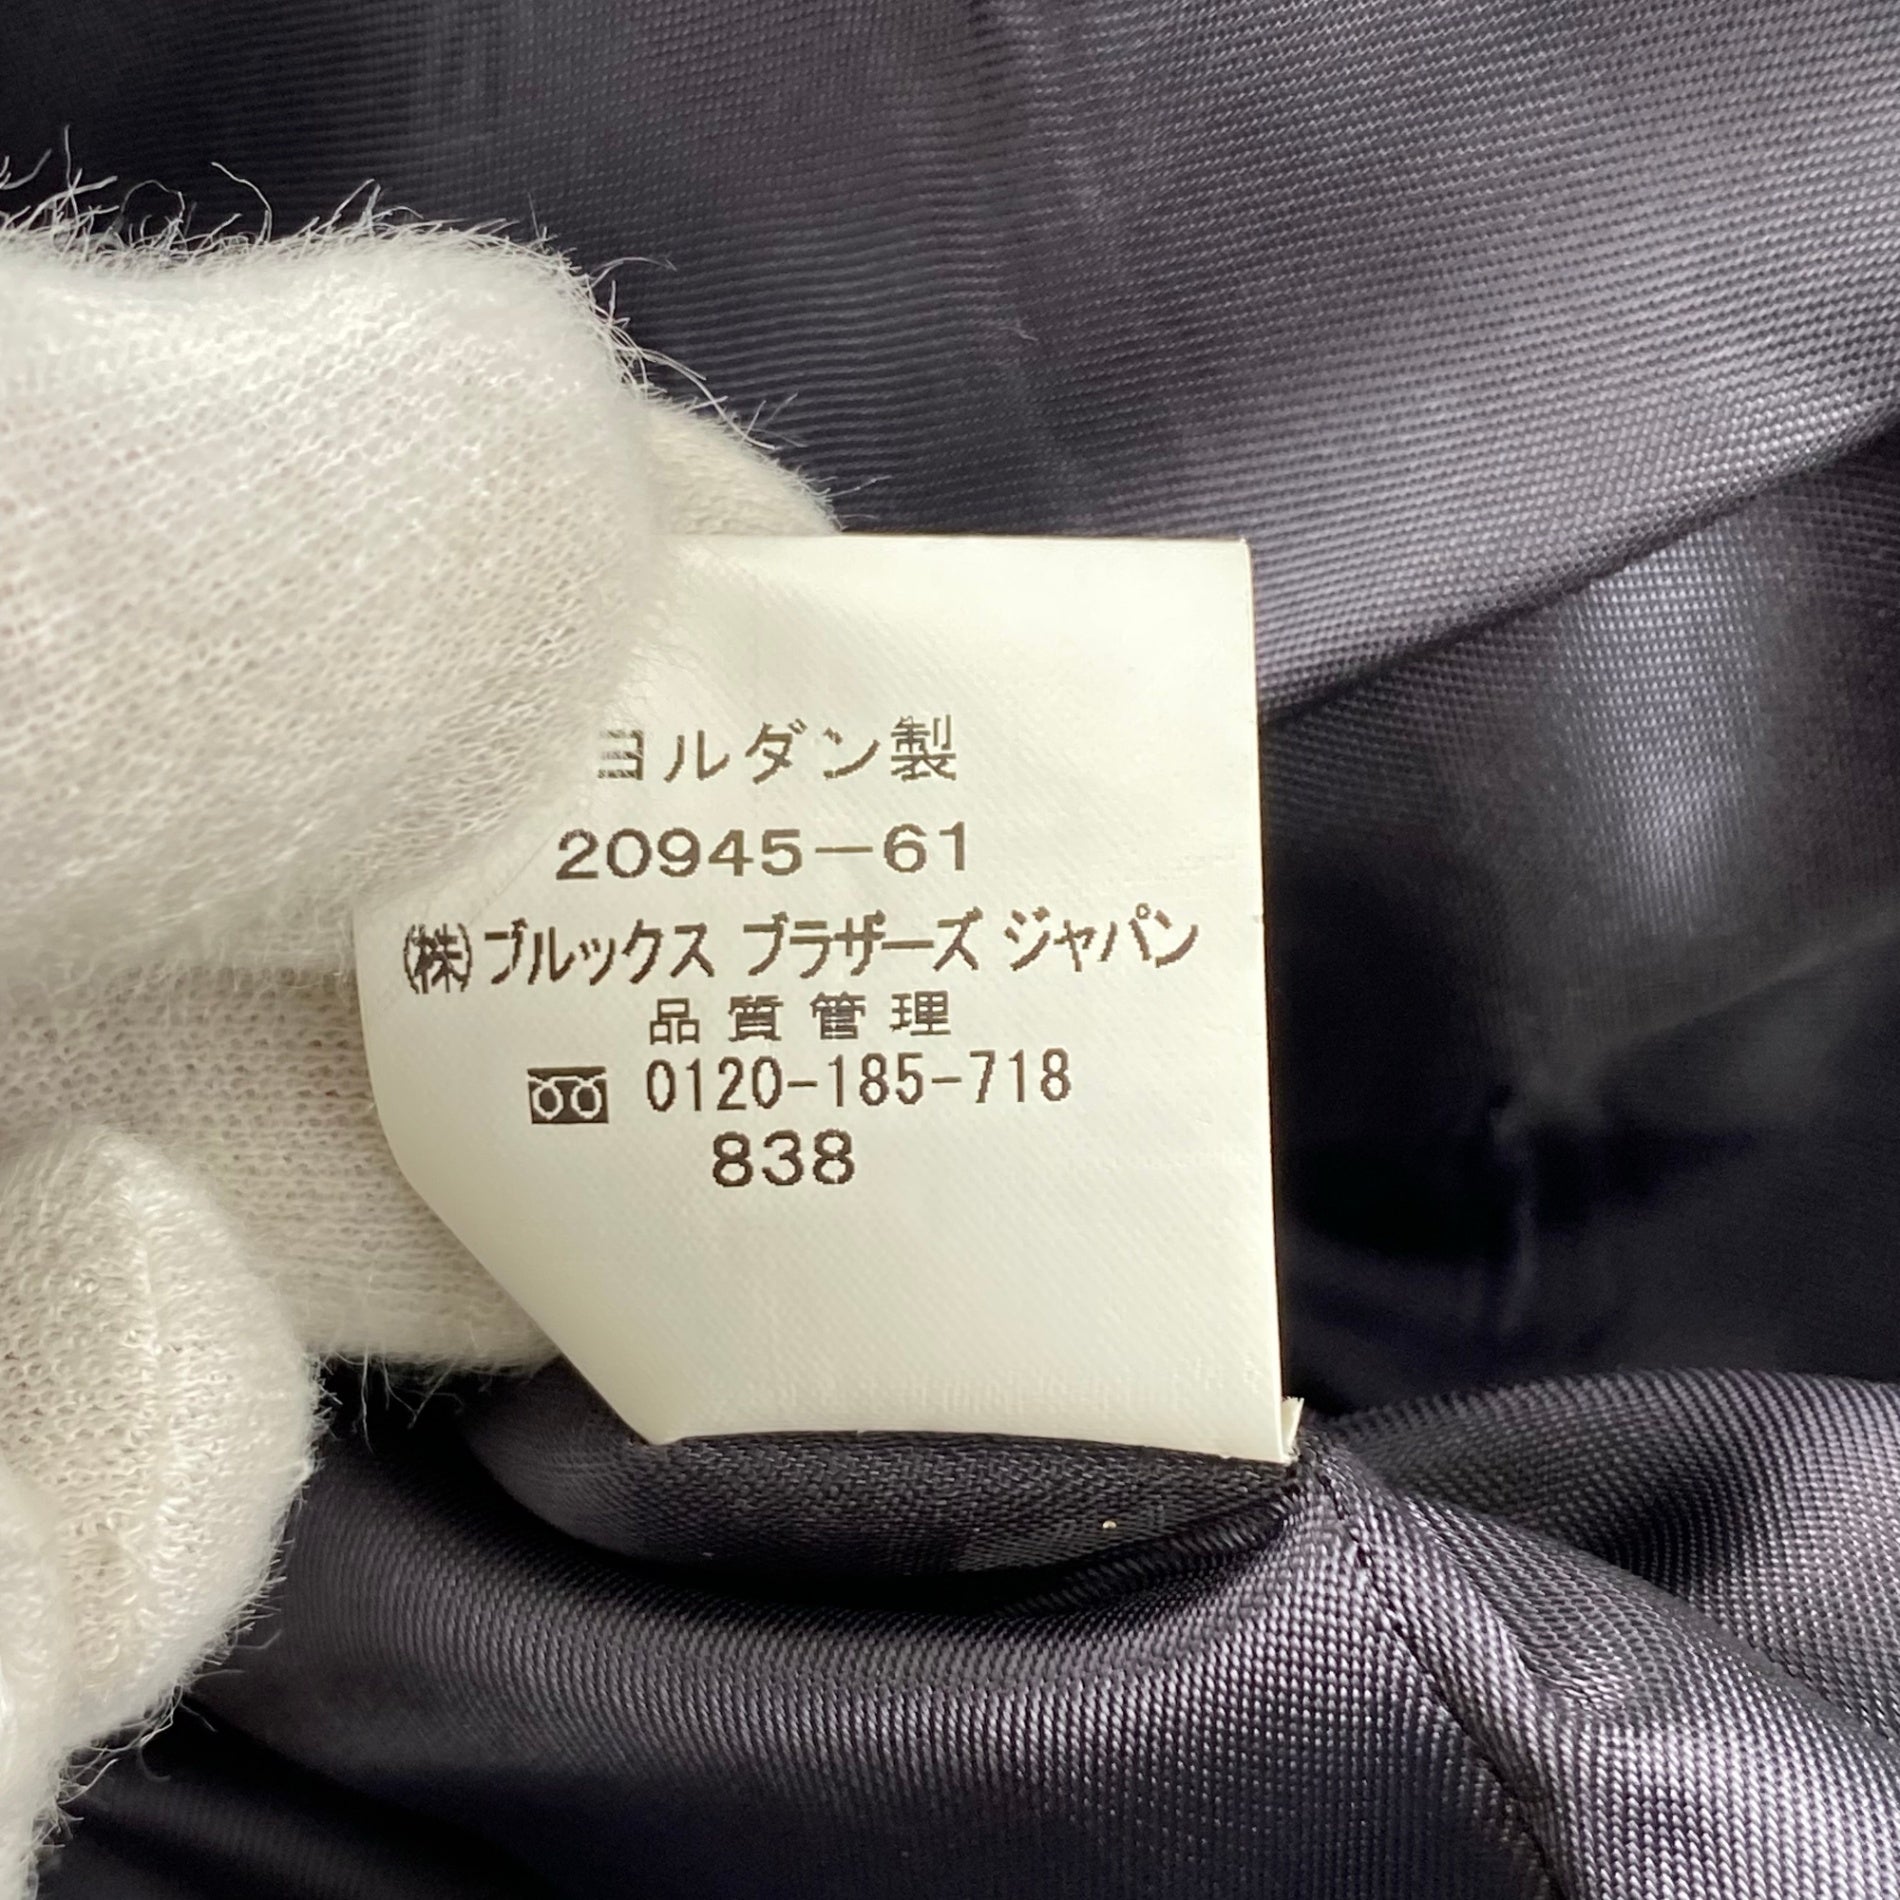 ヨルダン製
20945-61
(株)ブルックス ブラザーズ ジャパン
品質管理
0120-185-718
838